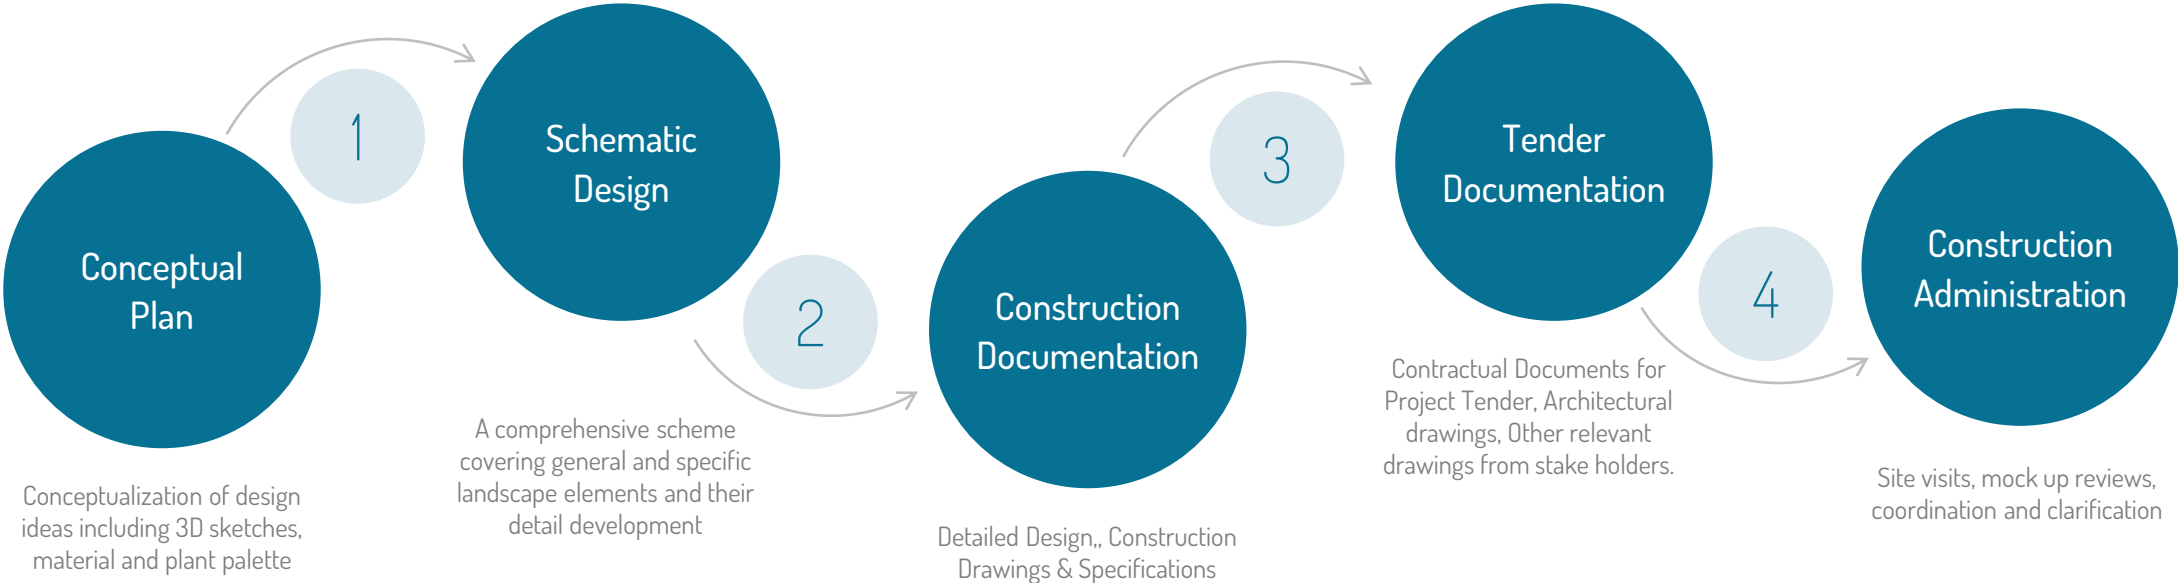 Conceptual
Plan
Conceptualization of design
ideas including 3D sketches,
material and plant palette
1
Schematic
Design
A comprehensive scheme
covering general and specific
landscape elements and their
detail development
2
Construction
Documentation
Detailed Design,, Construction
Drawings & Specifications
3
Tender
Documentation
Contractual Documents for
Project Tender, Architectural
drawings, Other relevant
drawings from stake holders.
4
Construction
Administration
Site visits, mock up reviews,
coordination and clarification